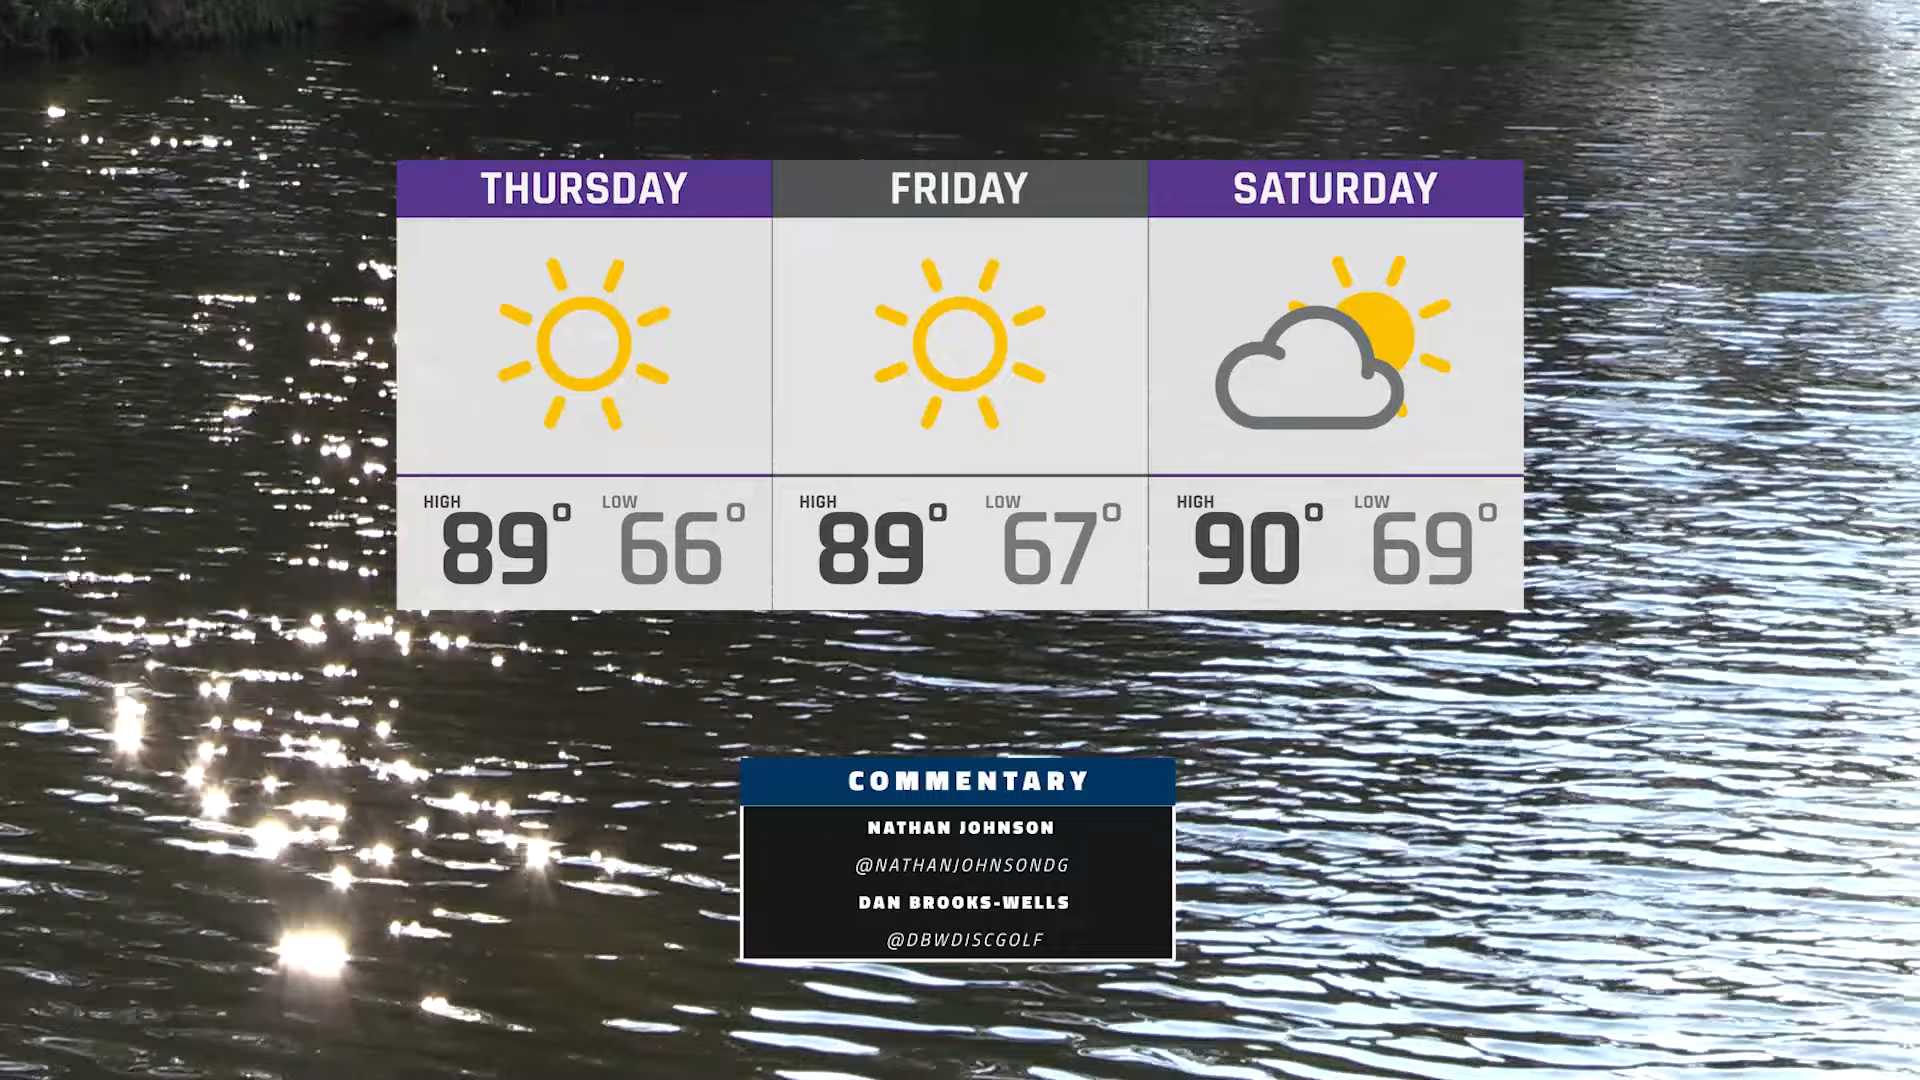 THURSDAY FRIDAY SATURDAY
HIGH 89° LOW 66° HIGH 89° LOW 67° HIGH 90° LOW 69°
COMMENTARY
NATHAN JOHNSON
@NATHANJOHNSONDG
DAN BROOKS-WELLS
@DBWDISCGOLF